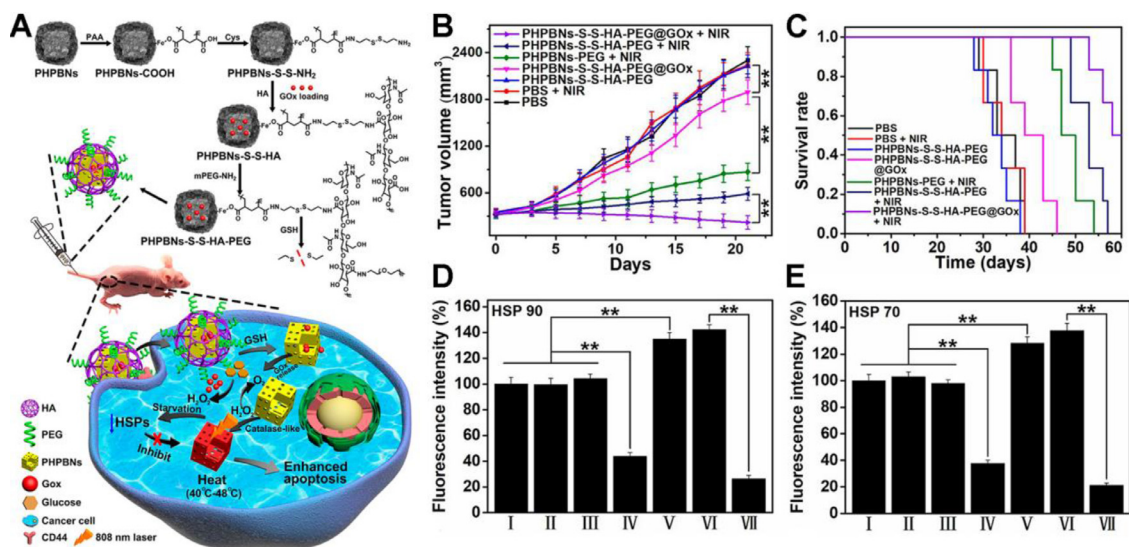 A
PHPBNs
PAA
PHPBNs-COOH
Cys
PHPBNs-S-S-NH2
HA
GOx loading
PHPBNs-S-S-HA
mPEG-NH2
PHPBNs-S-S-HA-PEG
GSH
GSH
GOx release
O2
H2O2
H2O2
Starvation
Catalase-like
HSPs
Inhibit
Heat
(40°C-48°C)
Enhanced
apoptosis
HA
PEG
PHPBNs
Gox
Glucose
Cancer cell
CD44
808 nm laser
B
PHPBNs-S-S-HA-PEG@GOx + NIR
PHPBNs-S-S-HA-PEG + NIR
PHPBNs-PEG + NIR
PHPBNs-S-S-HA-PEG@GOx
PHPBNs-S-S-HA-PEG
PBS + NIR
PBS
Tumor volume (mm³)
2400
1800
1200
600
**
**
**
0 5 10 15 20
Days
C
Survival rate
1.0
0.8
0.6
0.4
0.2
0.0
PBS
PBS + NIR
PHPBNs-S-S-HA-PEG
PHPBNs-S-S-HA-PEG
@GOx
PHPBNs-PEG + NIR
PHPBNs-S-S-HA-PEG
+ NIR
PHPBNs-S-S-HA-PEG@GOx
+ NIR
0 10 20 30 40 50 60
Time (days)
D
HSP 90
Fluorescence intensity (%)
160
140
120
100
80
60
40
20
0
**
**
**
I II III IV V VI VII
E
HSP 70
Fluorescence intensity (%)
160
140
120
100
80
60
40
20
0
**
**
**
I II III IV V VI VII